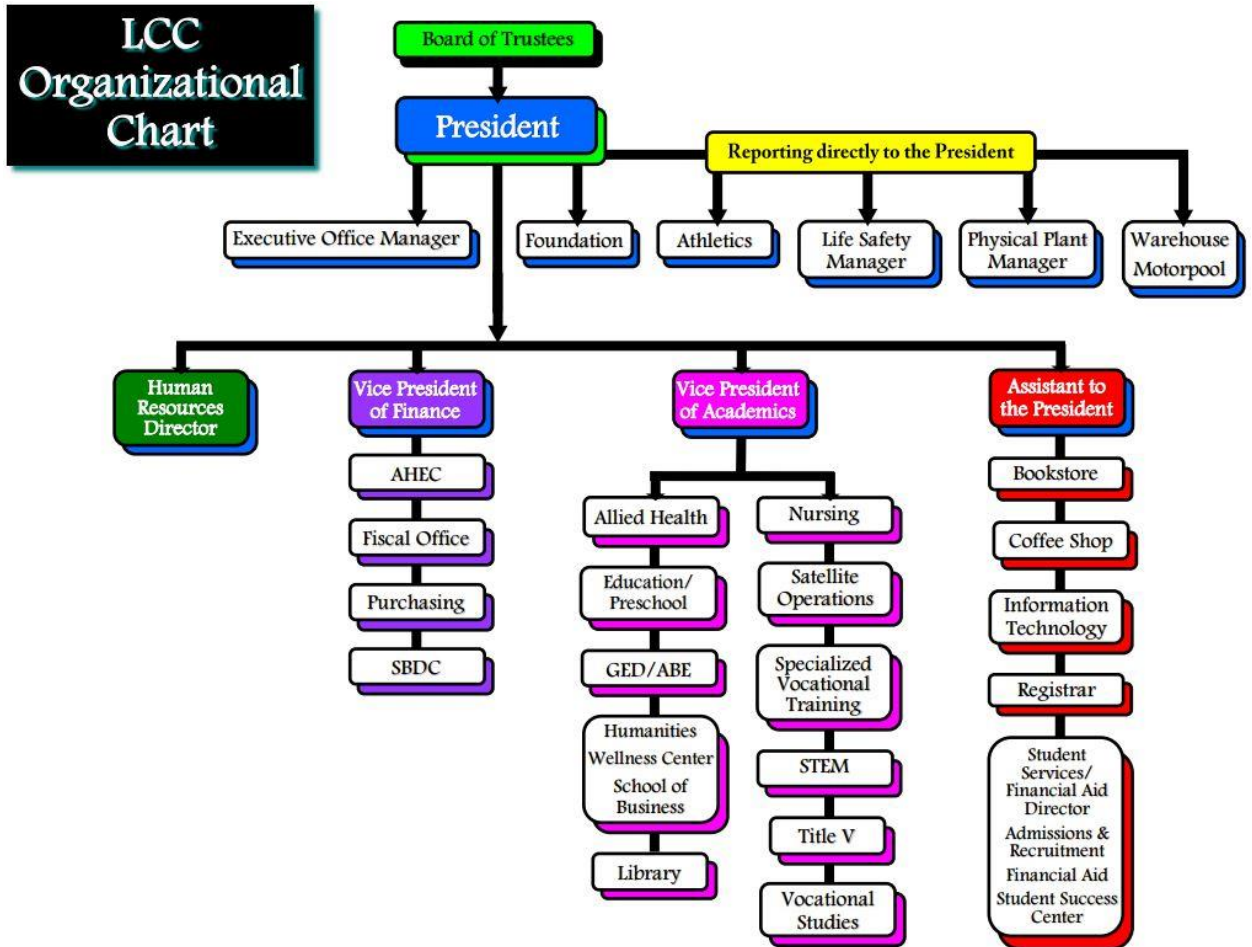 LCC
Organizational
Chart
Board of Trustees
President
Reporting directly to the President
Executive Office Manager
Foundation
Athletics
Life Safety
Manager
Physical Plant
Manager
Warehouse
Motorpool
Human
Resources
Director
Vice President
of Finance
Vice President
of Academics
Assistant to
the President
AHEC
Fiscal Office
Purchasing
SBDC
Allied Health
Education/
Preschool
GED/ABE
Humanities
Wellness Center
School of
Business
Library
Nursing
Satellite
Operations
Specialized
Vocational
Training
STEM
Title V
Vocational
Studies
Bookstore
Coffee Shop
Information
Technology
Registrar
Student
Services/
Financial Aid
Director
Admissions &
Recruitment
Financial Aid
Student Success
Center